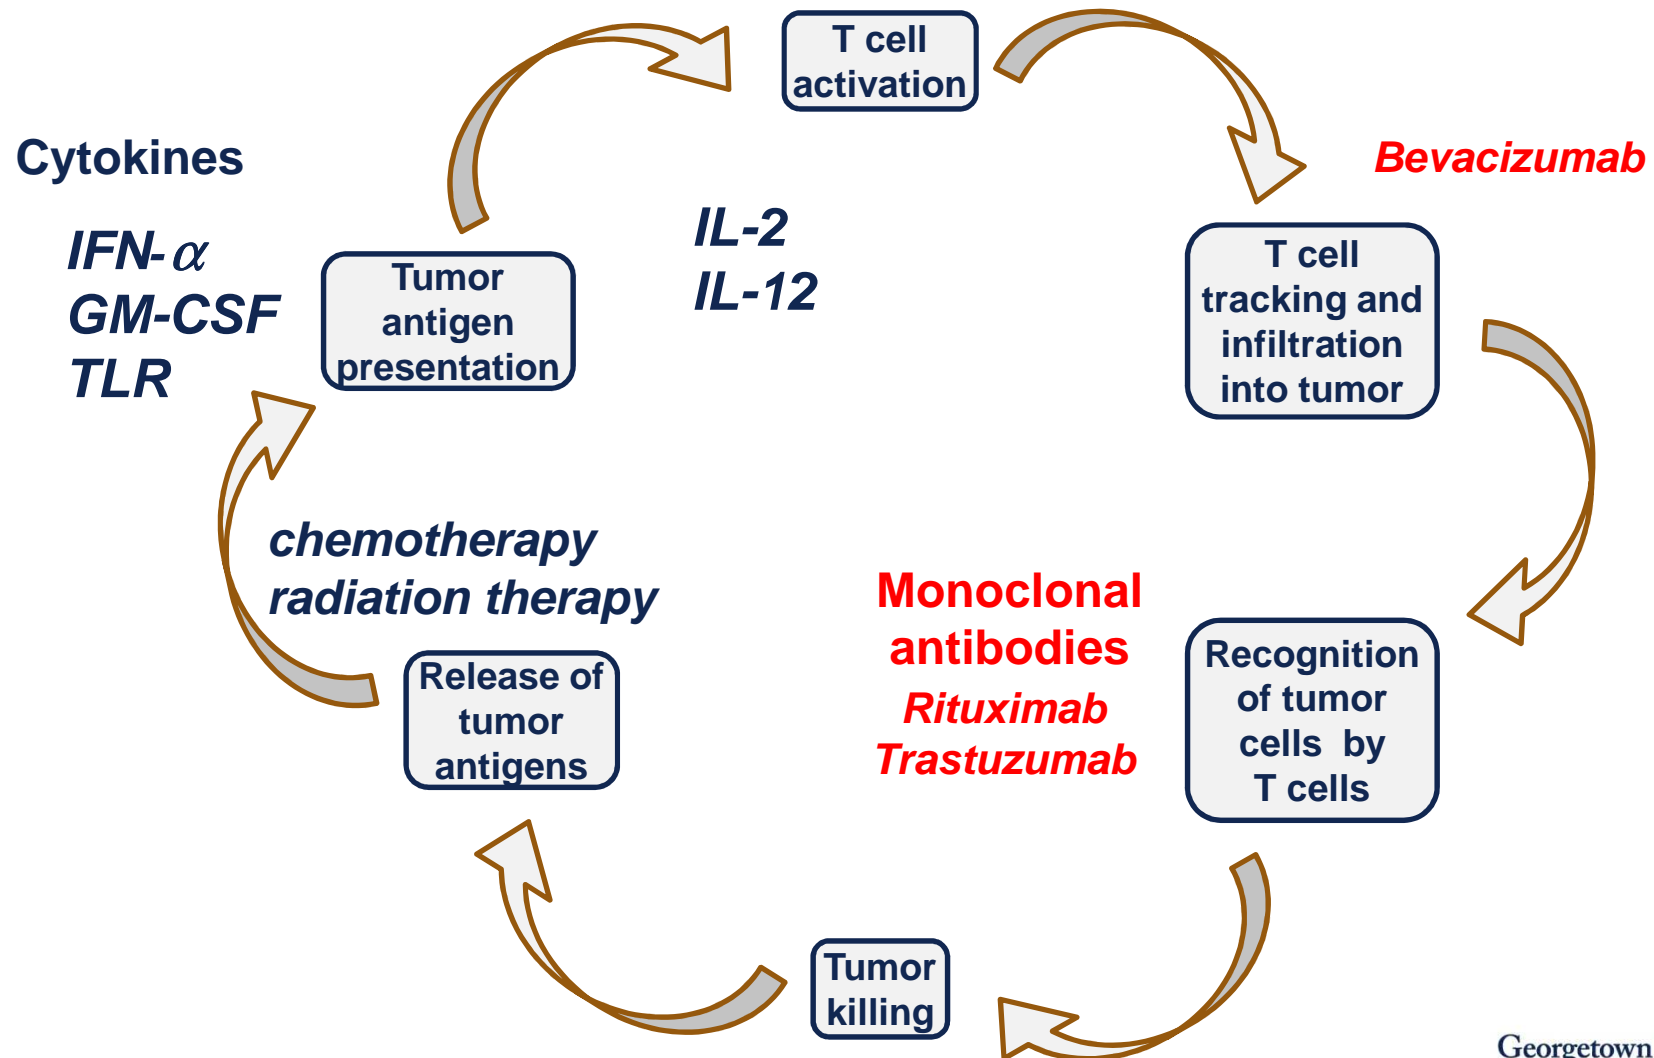 T cell
activation
Cytokines
Bevacizumab
IFN-α
GM-CSF
TLR
IL-2
IL-12
Tumor
antigen
presentation
T cell
tracking and
infiltration
into tumor
chemotherapy
radiation therapy
Monoclonal
antibodies
Rituximab
Trastuzumab
Release of
tumor
antigens
Recognition
of tumor
cells by
T cells
Tumor
killing
Georgetown